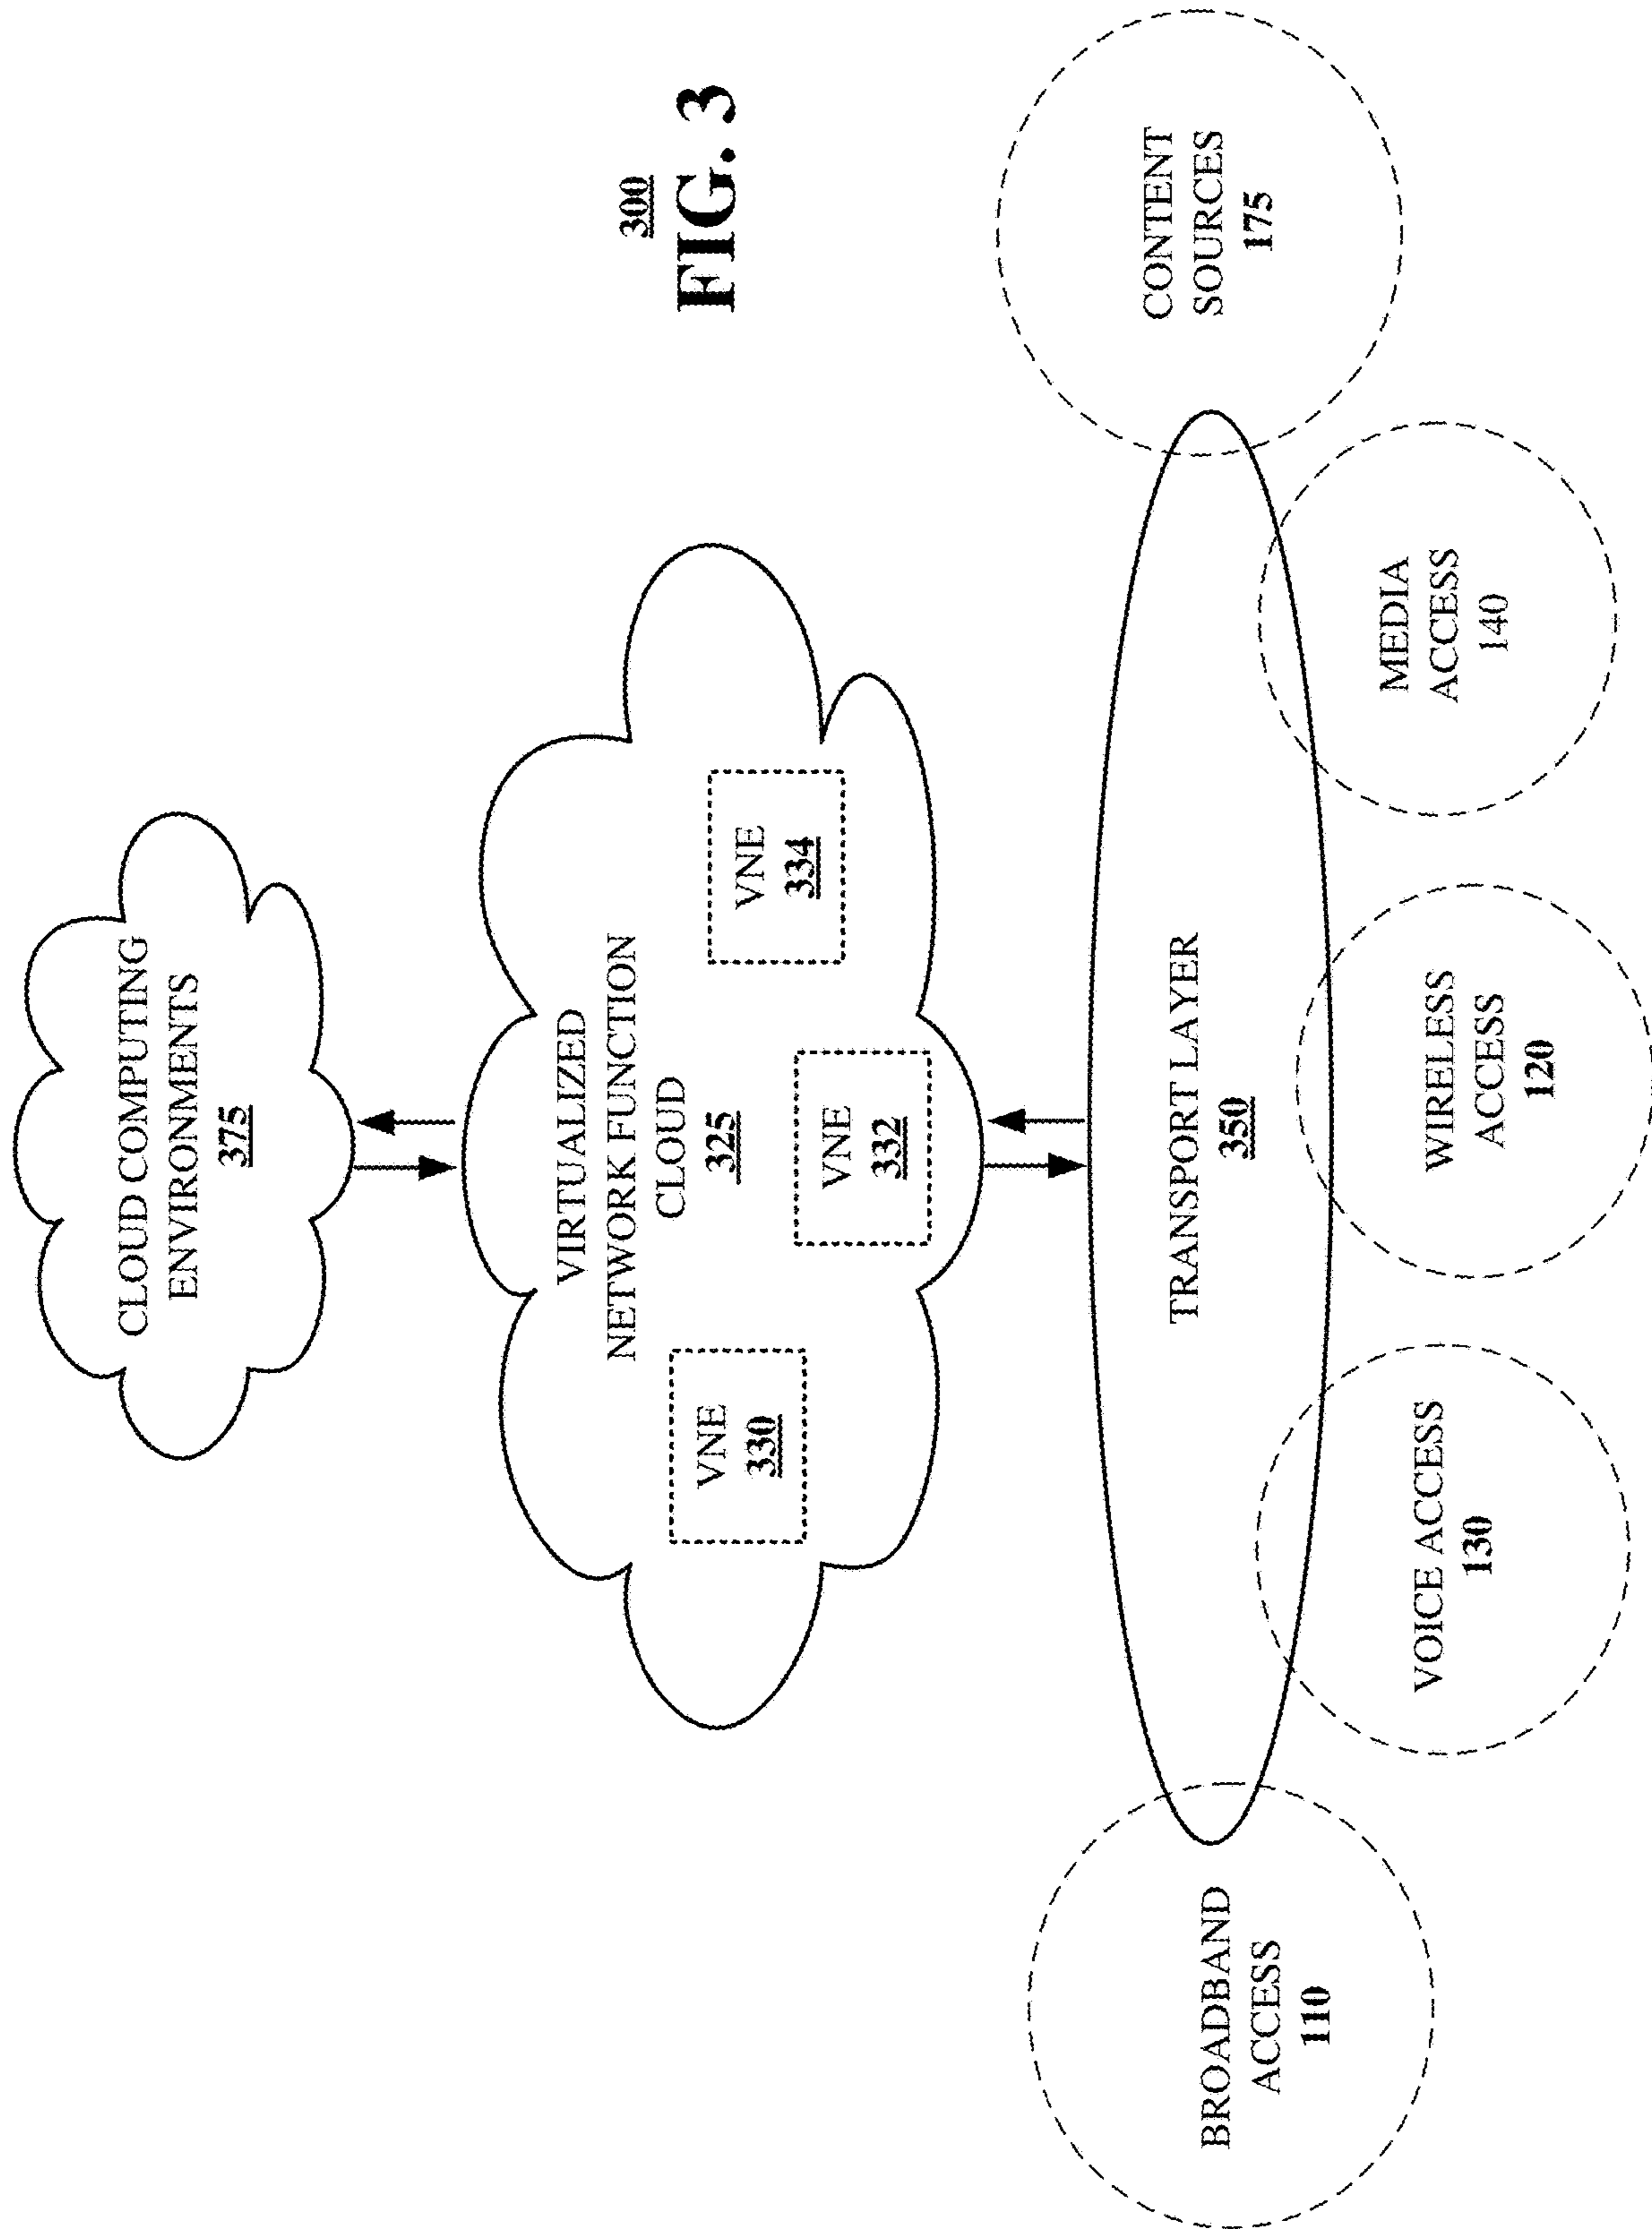 CLOUD COMPUTING
ENVIRONMENTS
375
VIRTUALIZED
NETWORK FUNCTION
CLOUD
325
VNE
330
VNE
332
VNE
334
300
FIG. 3
TRANSPORT LAYER
350
BROADBAND
ACCESS
110
VOICE ACCESS
130
WIRELESS
ACCESS
120
MEDIA
ACCESS
140
CONTENT
SOURCES
175